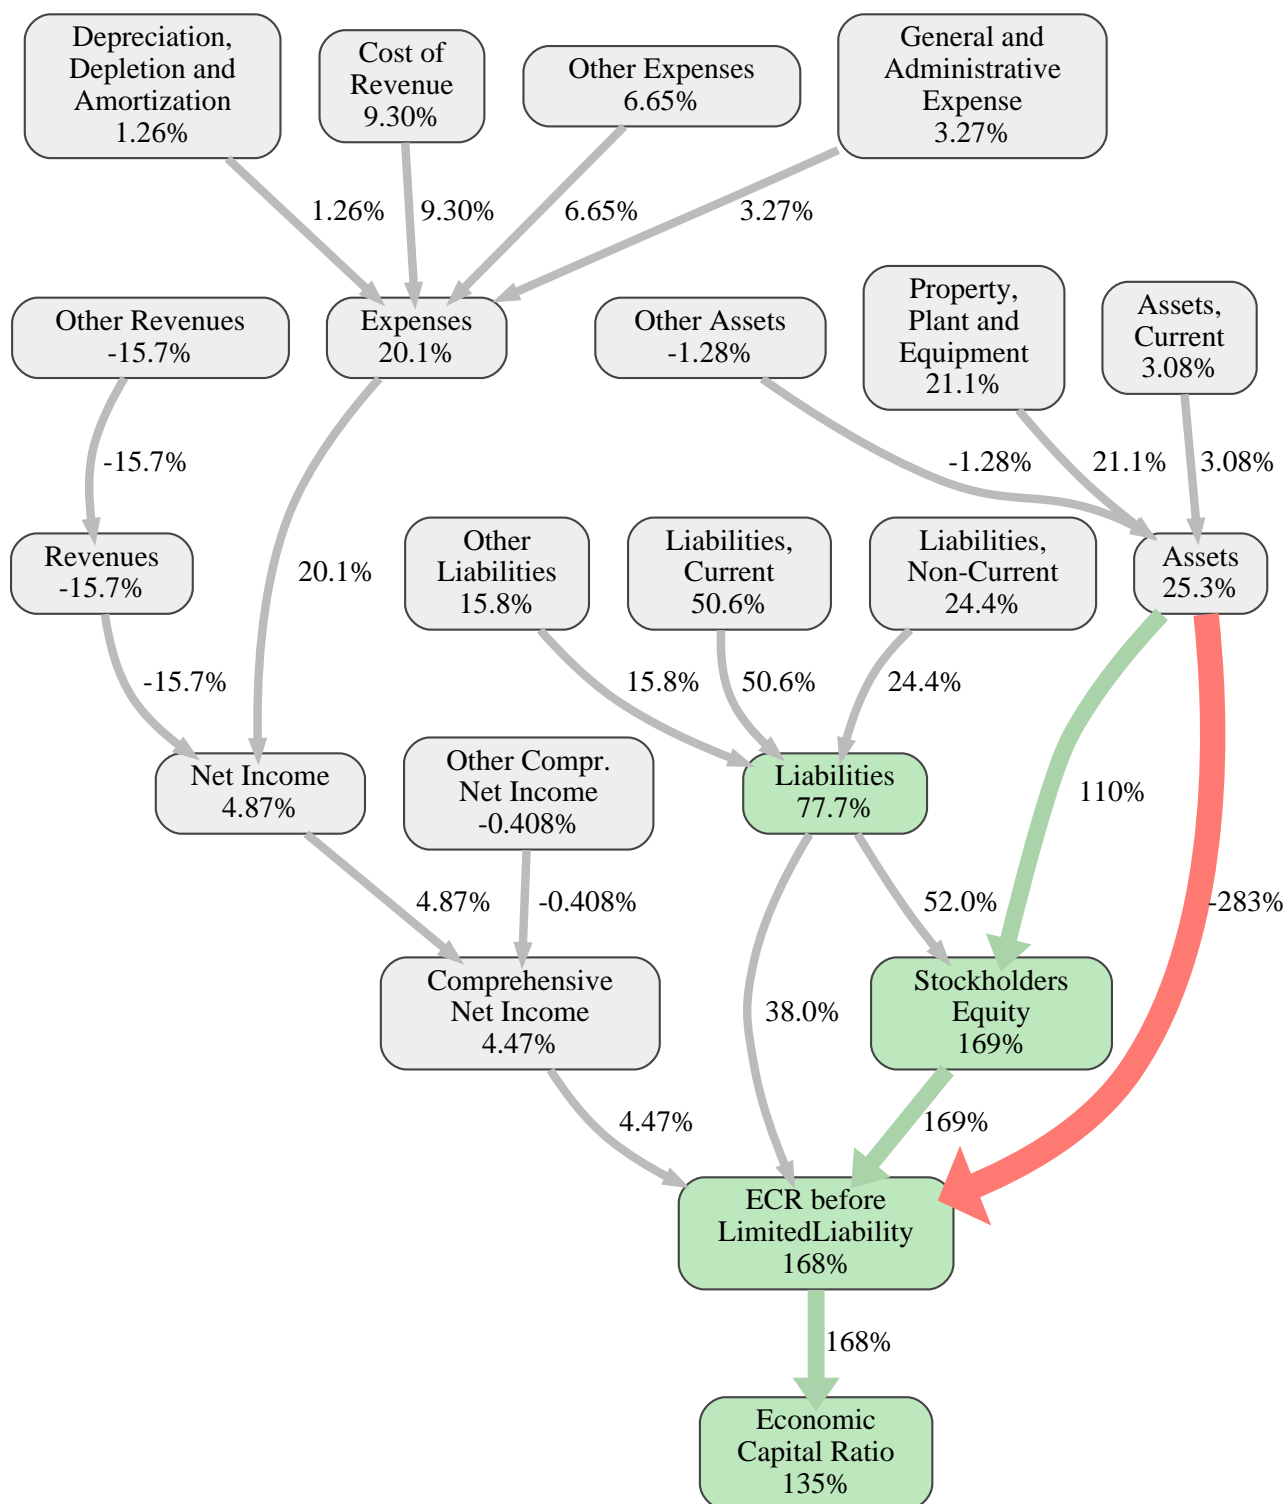 Depreciation,
Depletion and
Amortization
1.26%
Cost of
Revenue
9.30%
Other Expenses
6.65%
General and
Administrative
Expense
3.27%
1.26%
9.30%
6.65%
3.27%
Other Revenues
-15.7%
Expenses
20.1%
Other Assets
-1.28%
Property,
Plant and
Equipment
21.1%
Assets,
Current
3.08%
-15.7%
-1.28%
21.1%
3.08%
Revenues
-15.7%
20.1%
Other
Liabilities
15.8%
Liabilities,
Current
50.6%
Liabilities,
Non-Current
24.4%
Assets
25.3%
-15.7%
15.8%
50.6%
24.4%
Net Income
4.87%
Other Compr.
Net Income
-0.408%
Liabilities
77.7%
110%
4.87%
-0.408%
52.0%
-283%
Comprehensive
Net Income
4.47%
38.0%
Stockholders
Equity
169%
4.47%
169%
ECR before
LimitedLiability
168%
168%
Economic
Capital Ratio
135%